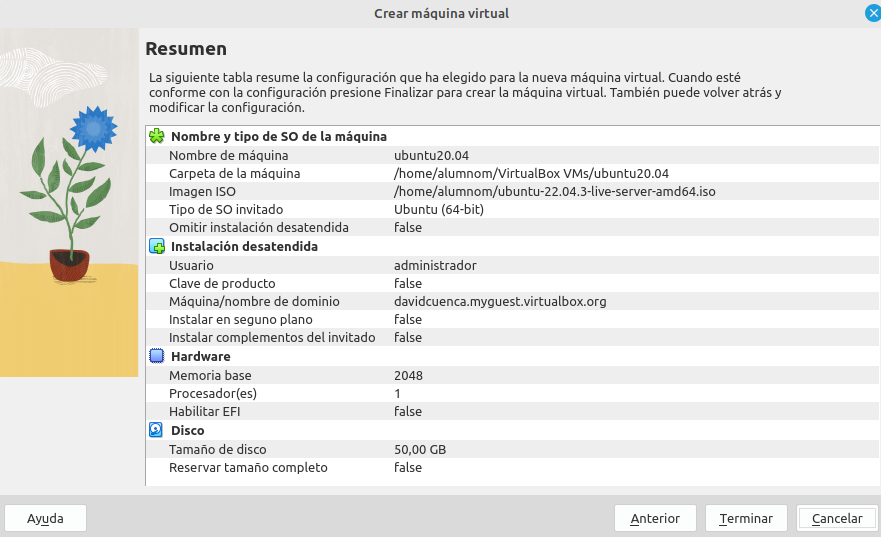 Crear máquina virtual
Resumen
La siguiente tabla resume la configuración que ha elegido para la nueva máquina virtual. Cuando esté
conforme con la configuración presione Finalizar para crear la máquina virtual. También puede volver atrás y
modificar la configuración.
Nombre y tipo de SO de la máquina
Nombre de máquina ubuntu20.04
Carpeta de la máquina /home/alumnom/VirtualBox VMs/ubuntu20.04
Imagen ISO /home/alumnom/ubuntu-22.04.3-live-server-amd64.iso
Tipo de SO invitado Ubuntu (64-bit)
Omitir instalación desatendida false
Instalación desatendida
Usuario administrador
Clave de producto false
Máquina/nombre de dominio davidcuenca.myguest.virtualbox.org
Instalar en seguno plano false
Instalar complementos del invitado false
Hardware
Memoria base 2048
Procesador(es) 1
Habilitar EFI false
Disco
Tamaño de disco 50,00 GB
Reservar tamaño completo false
Ayuda Anterior Terminar Cancelar